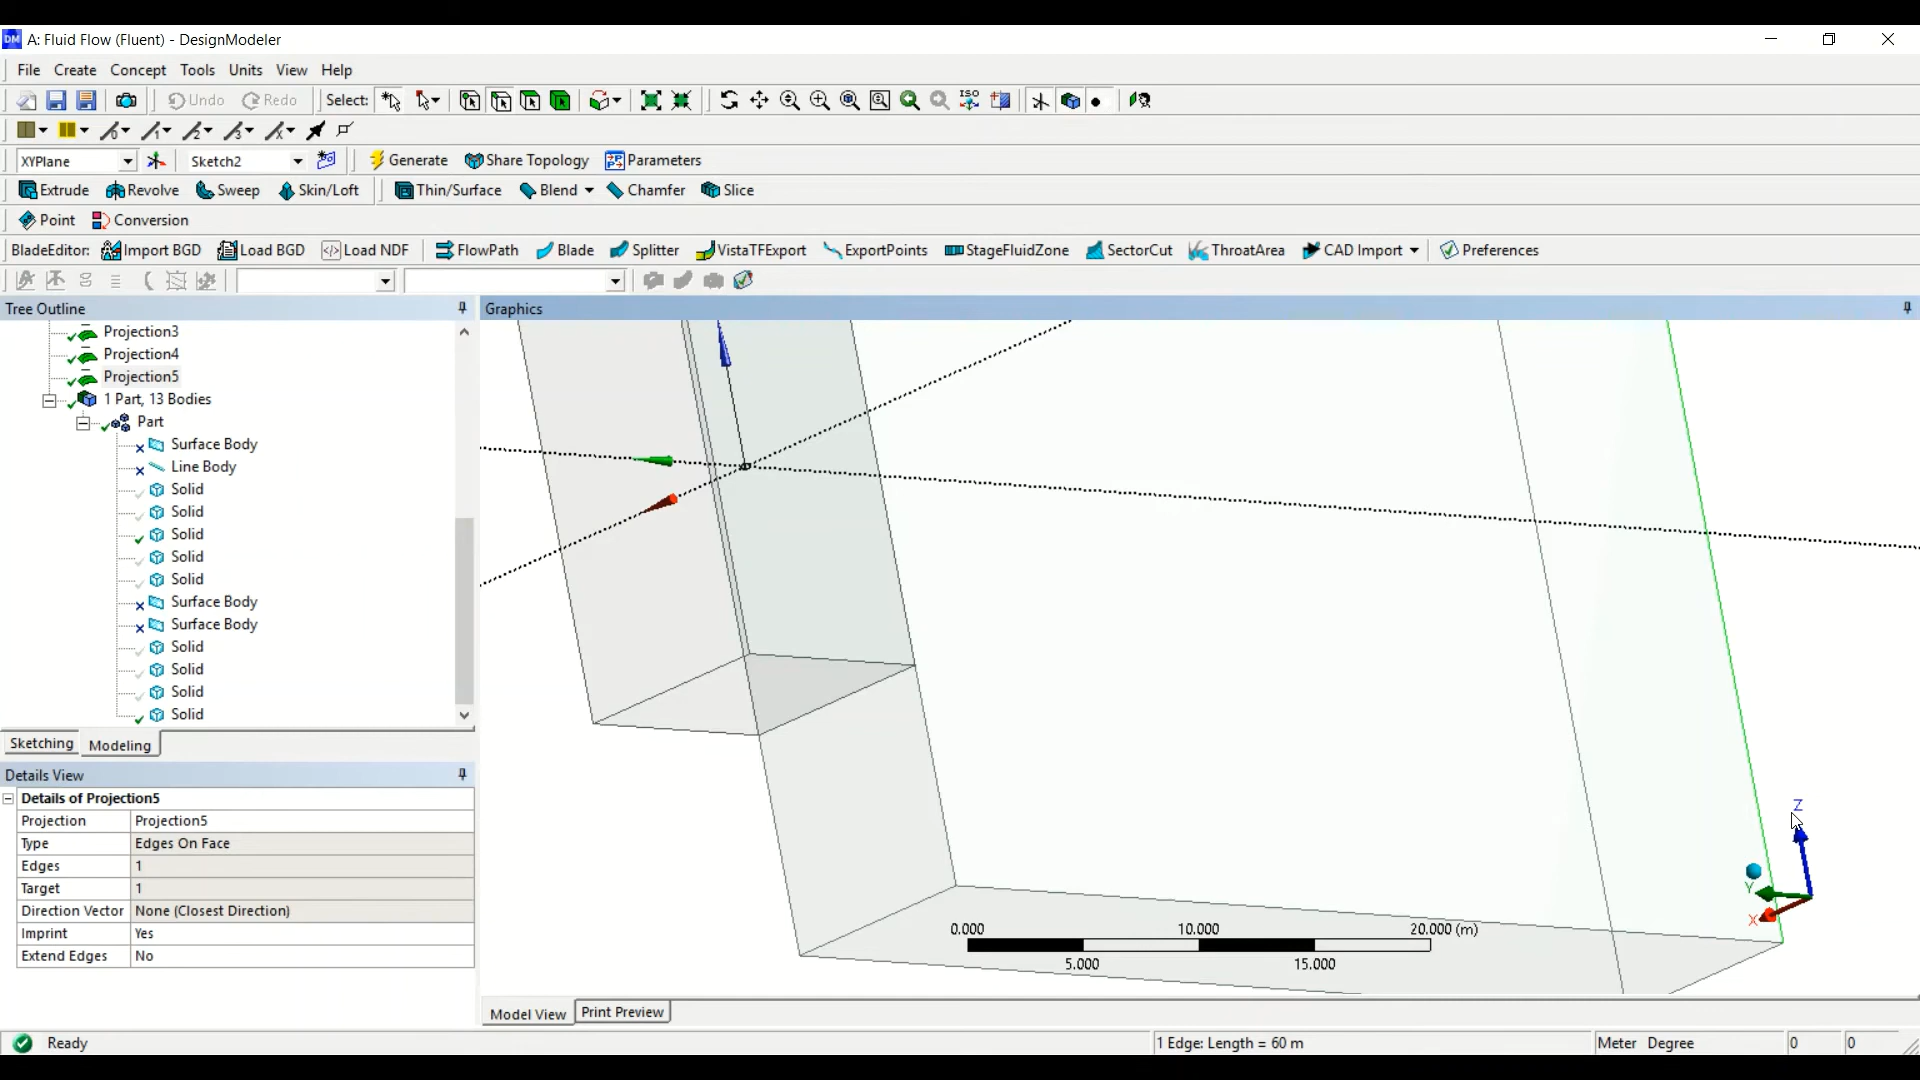 DM A: Fluid Flow (Fluent) - DesignModeler
File Create Concept Tools Units View Help
Undo Redo Select: ISO
XYPlane Sketch2 Generate Share Topology Parameters
Extrude Revolve Sweep Skin/Loft Thin/Surface Blend Chamfer Slice
Point Conversion
BladeEditor: Import BGD Load BGD Load NDF FlowPath Blade Splitter VistaTFExport ExportPoints StageFluidZone SectorCut ThroatArea CAD Import Preferences
Tree Outline
Projection3
Projection4
Projection5
1 Part, 13 Bodies
Part
Surface Body
Line Body
Solid
Solid
Solid
Solid
Solid
Surface Body
Surface Body
Solid
Solid
Solid
Solid
Sketching Modeling
Details View
Details of Projection5
Projection Projection5
Type Edges On Face
Edges 1
Target 1
Direction Vector None (Closest Direction)
Imprint Yes
Extend Edges No
Graphics
Z
Y
X
0.000 10.000 20.000 (m)
5.000 15.000
Model View Print Preview
Ready 1 Edge: Length = 60 m Meter Degree 0 0